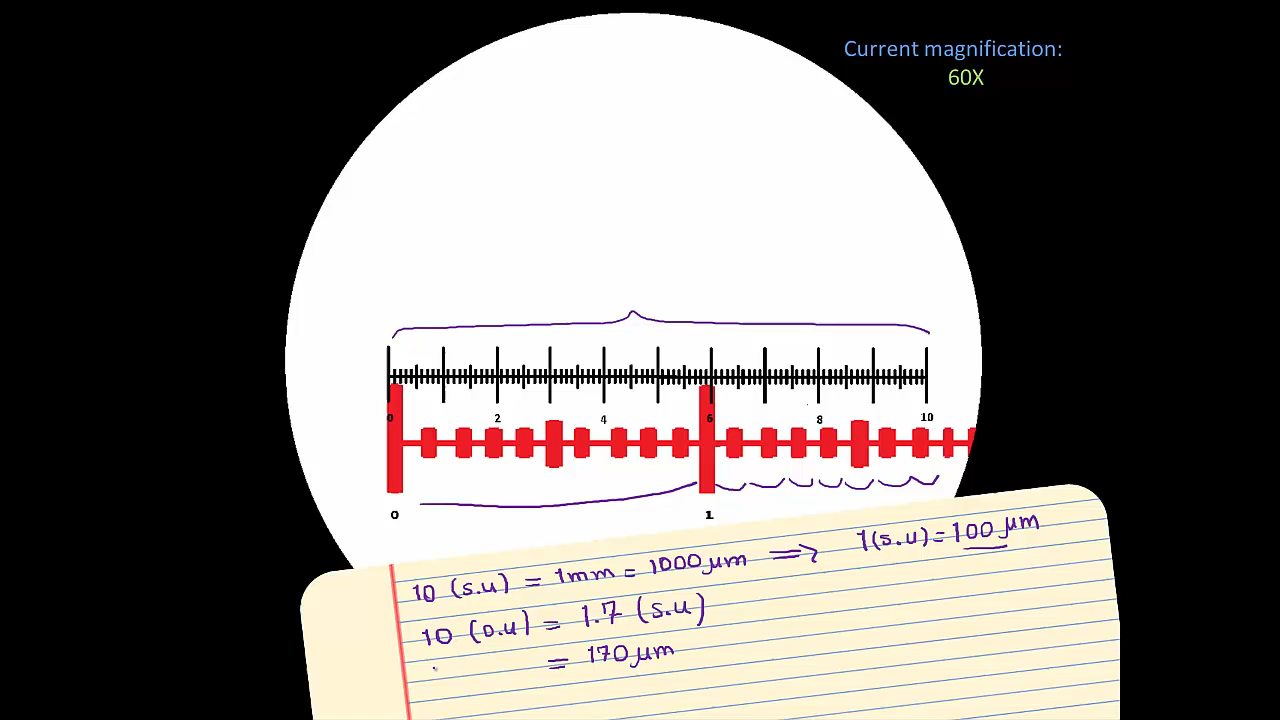 Current magnification:
60X
0 2 4 6 8 10
0 1
10 (s.u) = 1mm = 1000 µm ⟹ 1(s.u) = 100 µm
10 (o.u) = 1.7 (s.u)
= 170 µm